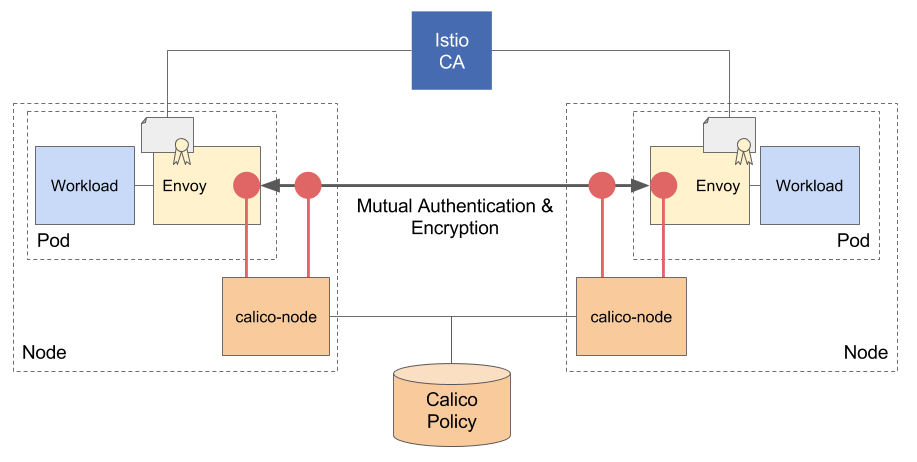 Istio
CA
Workload
Envoy
Pod
Mutual Authentication &
Encryption
Envoy
Workload
Pod
calico-node
calico-node
Node
Node
Calico
Policy